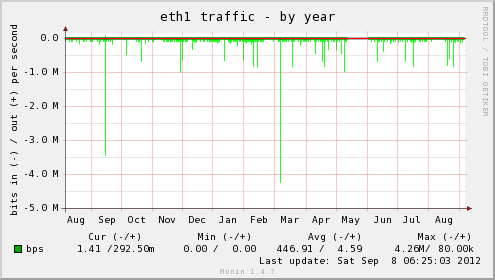 eth1 traffic - by year
RRDTOOL / TOBI OETIKER
bits in (-) / out (+) per second
0.0
-1.0 M
-2.0 M
-3.0 M
-4.0 M
-5.0 M
Aug Sep Oct Nov Dec Jan Feb Mar Apr May Jun Jul Aug
Cur (-/+) Min (-/+) Avg (-/+) Max (-/+)
bps 1.41 /292.50m 0.00 / 0.00 446.91 / 4.59 4.26M/ 80.00k
Last update: Sat Sep 8 06:25:03 2012
Munin 1.4.7